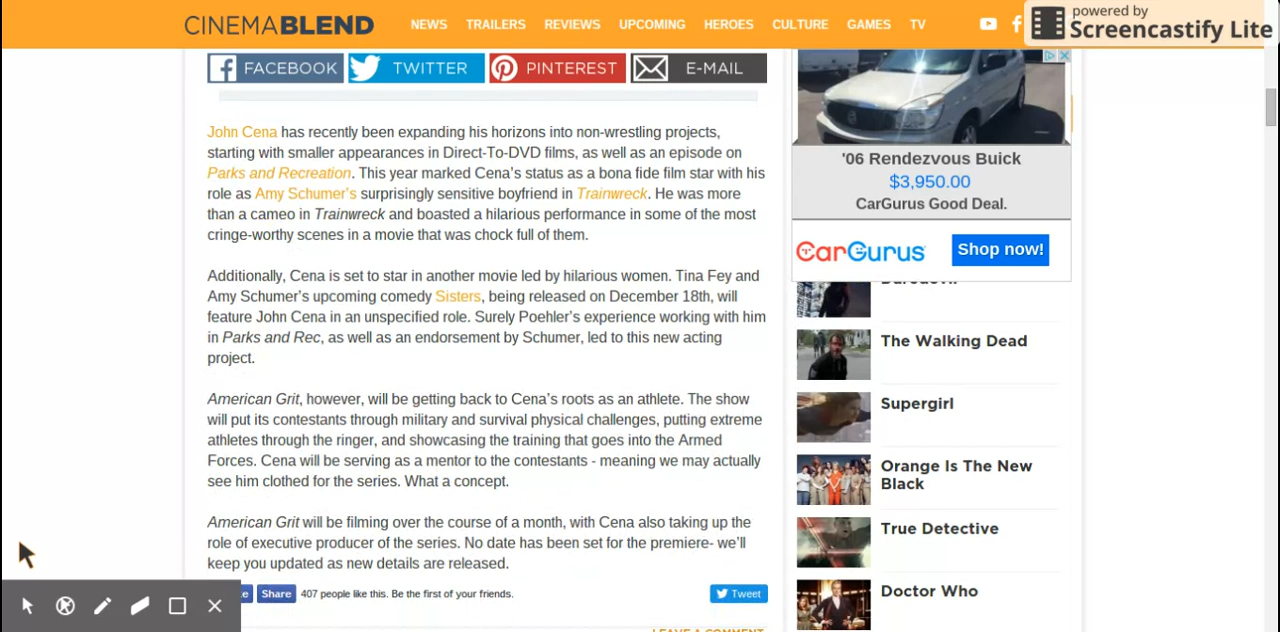 CINEMABLEND
NEWS TRAILERS REVIEWS UPCOMING HEROES CULTURE GAMES TV
powered by
Screencastify Lite
FACEBOOK TWITTER PINTEREST E-MAIL
John Cena has recently been expanding his horizons into non-wrestling projects,
starting with smaller appearances in Direct-To-DVD films, as well as an episode on
Parks and Recreation. This year marked Cena's status as a bona fide film star with his
role as Amy Schumer's surprisingly sensitive boyfriend in Trainwreck. He was more
than a cameo in Trainwreck and boasted a hilarious performance in some of the most
cringe-worthy scenes in a movie that was chock full of them.
Additionally, Cena is set to star in another movie led by hilarious women. Tina Fey and
Amy Schumer's upcoming comedy Sisters, being released on December 18th, will
feature John Cena in an unspecified role. Surely Poehler's experience working with him
in Parks and Rec, as well as an endorsement by Schumer, led to this new acting
project.
American Grit, however, will be getting back to Cena's roots as an athlete. The show
will put its contestants through military and survival physical challenges, putting extreme
athletes through the ringer, and showcasing the training that goes into the Armed
Forces. Cena will be serving as a mentor to the contestants - meaning we may actually
see him clothed for the series. What a concept.
American Grit will be filming over the course of a month, with Cena also taking up the
role of executive producer of the series. No date has been set for the premiere- we'll
keep you updated as new details are released.
Share 407 people like this. Be the first of your friends.
Tweet
LEAVE A COMMENT
'06 Rendezvous Buick
$3,950.00
CarGurus Good Deal.
CarGurus Shop now!
Daredevil
The Walking Dead
Supergirl
Orange Is The New
Black
True Detective
Doctor Who